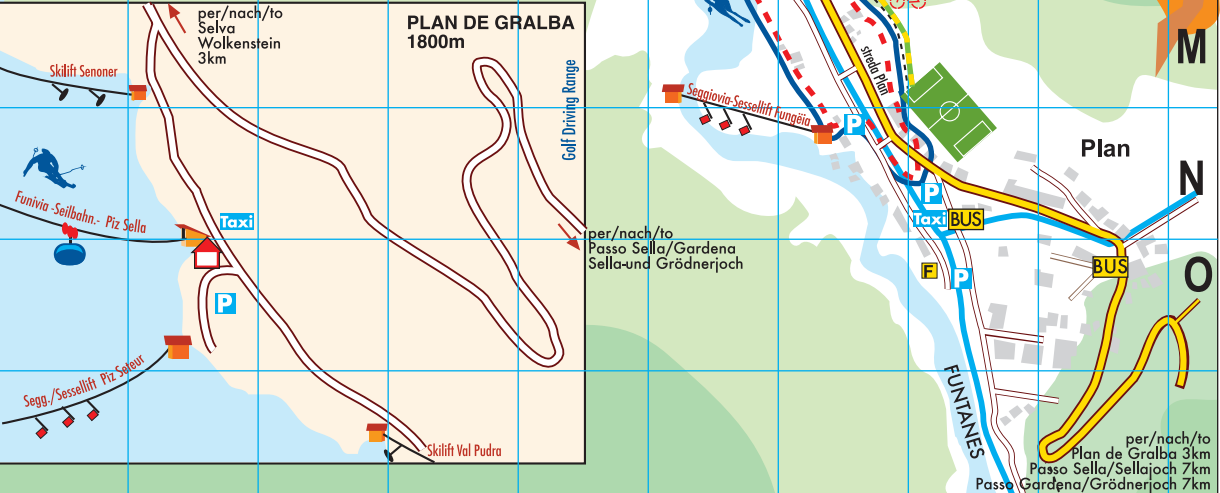 per/nach/to
Selva
Wolkenstein
3km
PLAN DE GRALBA
1800m
Skilift Senoner
Golf Driving Range
Funivia -Seilbahn.- Piz Sella
Taxi
P
per/nach/to
Passo Sella/Gardena
Sella-und Grödnerjoch
Segg./Sessellift Piz Seteur
Skilift Val Pudra
streda Plan
Seggiovia-Sessellift Fungëia
P
M
Plan
N
P
Taxi
BUS
BUS
F
P
O
FUNTANES
per/nach/to
Plan de Gralba 3km
Passo Sella/Sellajoch 7km
Passo Gardena/Grödnerjoch 7km